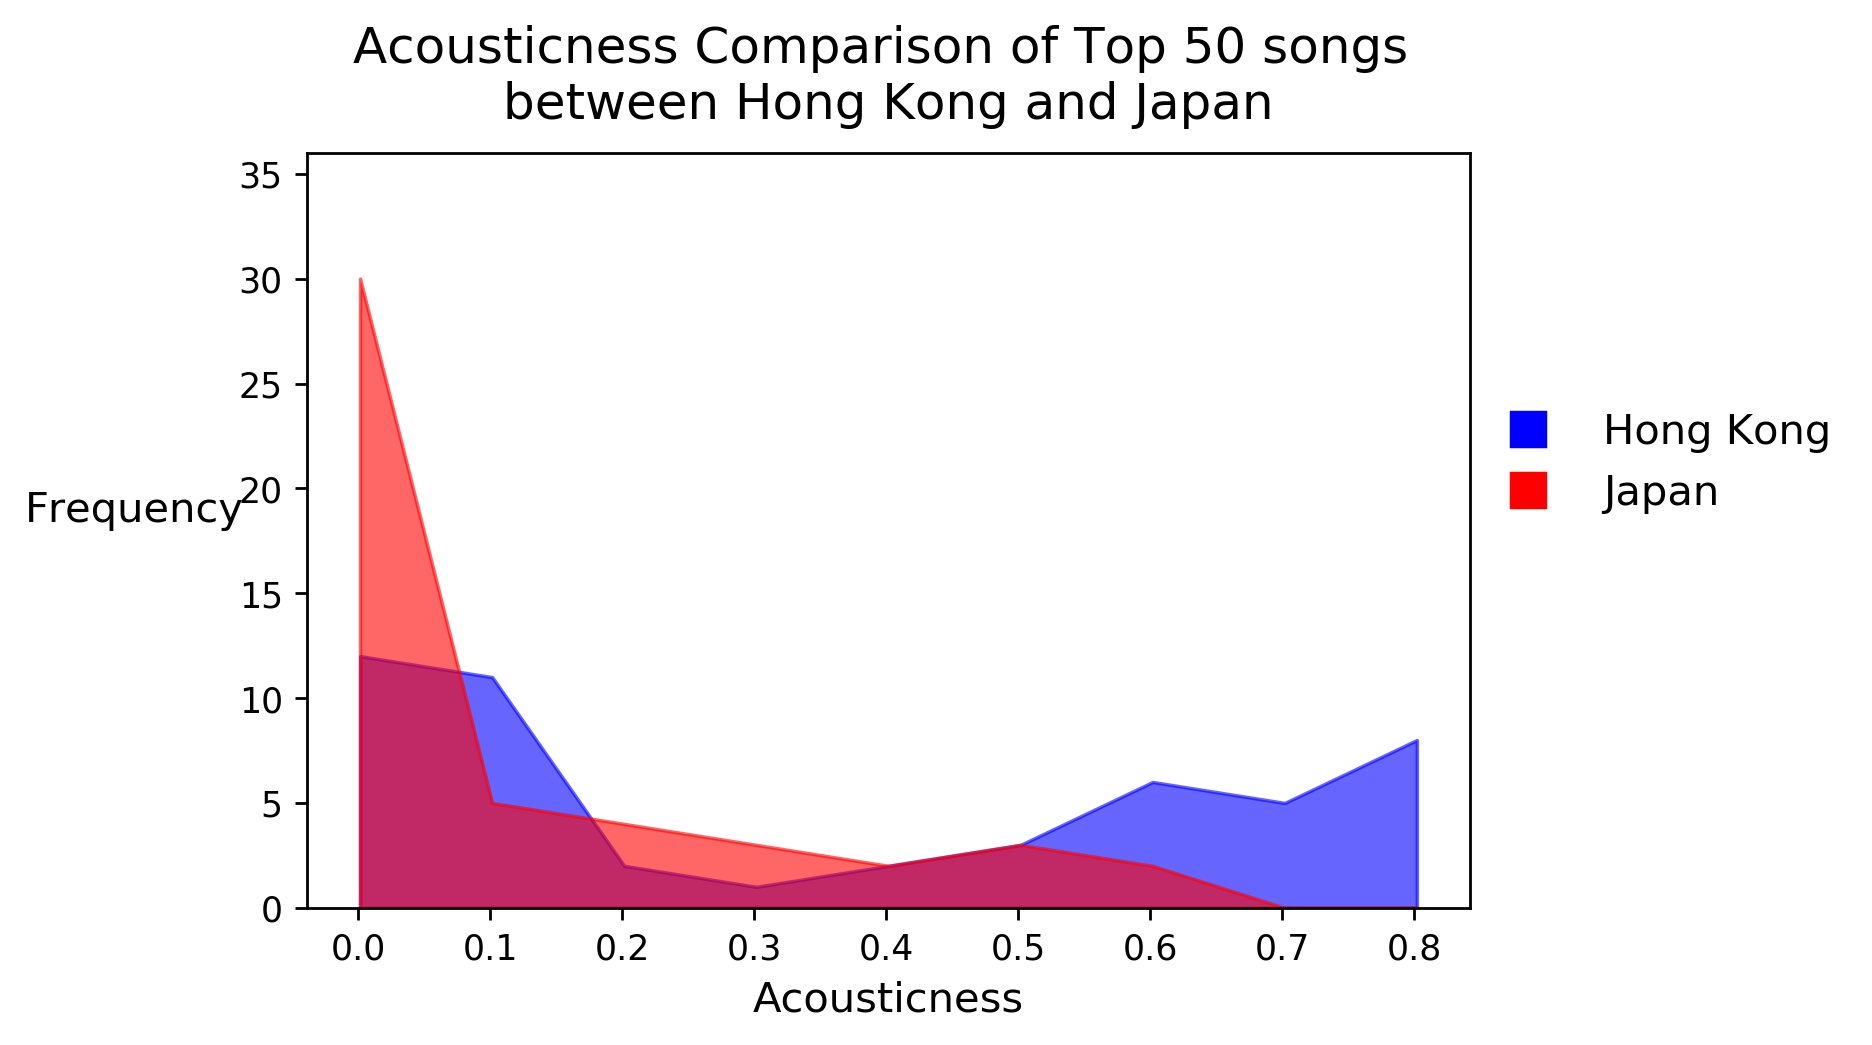 Acousticness Comparison of Top 50 songs
between Hong Kong and Japan
35
30
25
20
15
10
5
0
Frequency
0.0 0.1 0.2 0.3 0.4 0.5 0.6 0.7 0.8
Acousticness
Hong Kong
Japan